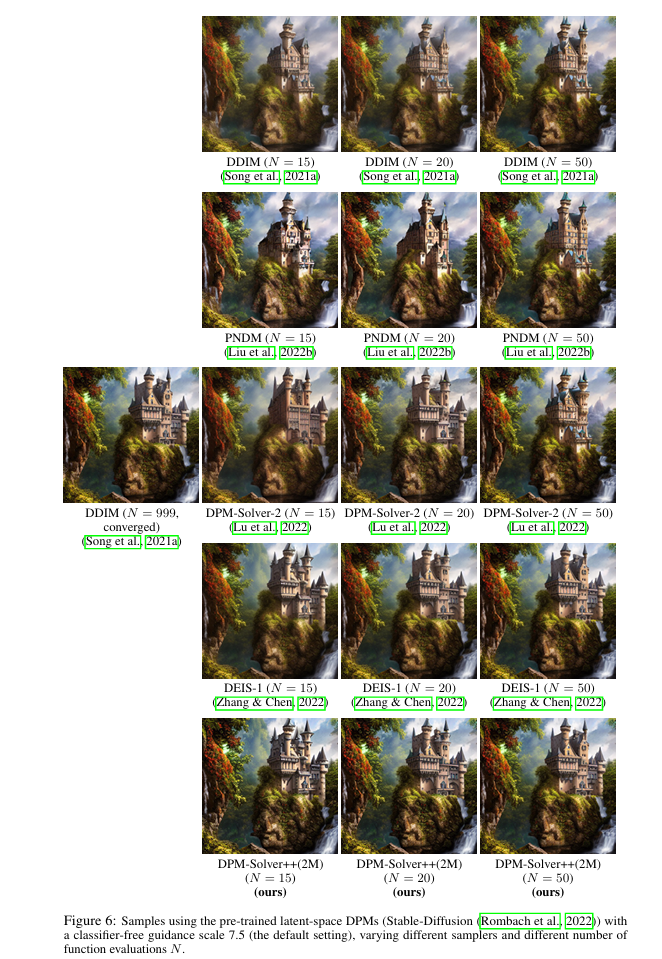 DDIM (N = 15)
(Song et al., 2021a)
DDIM (N = 20)
(Song et al., 2021a)
DDIM (N = 50)
(Song et al., 2021a)
PNDM (N = 15)
(Liu et al., 2022b)
PNDM (N = 20)
(Liu et al., 2022b)
PNDM (N = 50)
(Liu et al., 2022b)
DDIM (N = 999,
converged)
(Song et al., 2021a)
DPM-Solver-2 (N = 15)
(Lu et al., 2022)
DPM-Solver-2 (N = 20)
(Lu et al., 2022)
DPM-Solver-2 (N = 50)
(Lu et al., 2022)
DEIS-1 (N = 15)
(Zhang & Chen, 2022)
DEIS-1 (N = 20)
(Zhang & Chen, 2022)
DEIS-1 (N = 50)
(Zhang & Chen, 2022)
DPM-Solver++(2M)
(N = 15)
(ours)
DPM-Solver++(2M)
(N = 20)
(ours)
DPM-Solver++(2M)
(N = 50)
(ours)
Figure 6: Samples using the pre-trained latent-space DPMs (Stable-Diffusion (Rombach et al., 2022)) with
a classifier-free guidance scale 7.5 (the default setting), varying different samplers and different number of
function evaluations N.